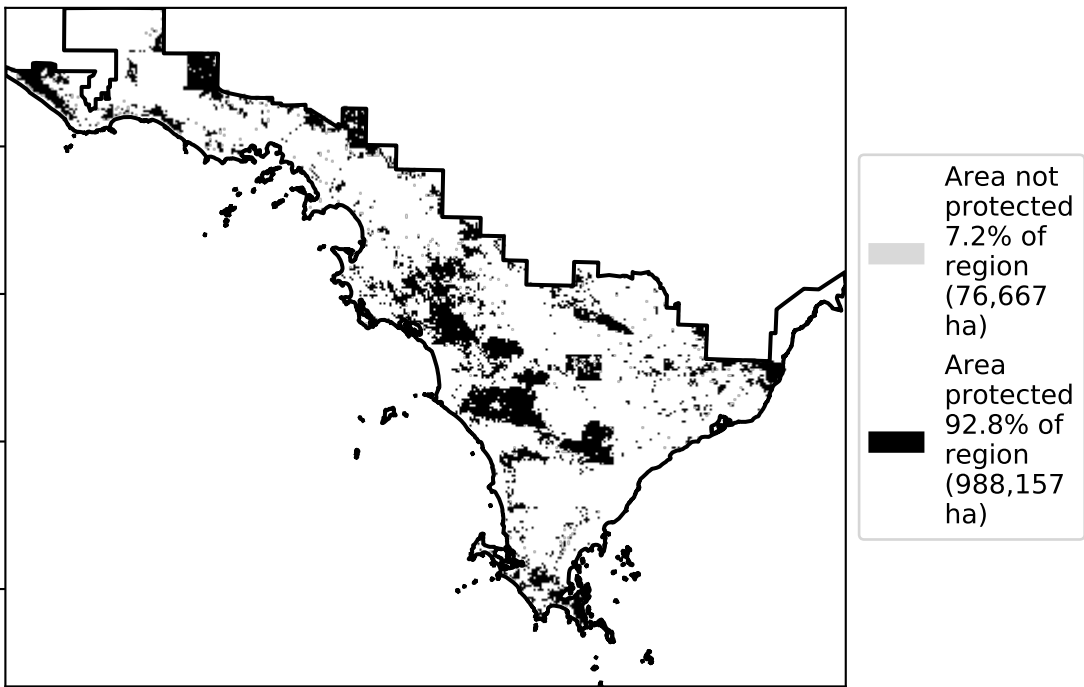 Area not
protected
7.2% of
region
(76,667
ha)
Area
protected
92.8% of
region
(988,157
ha)